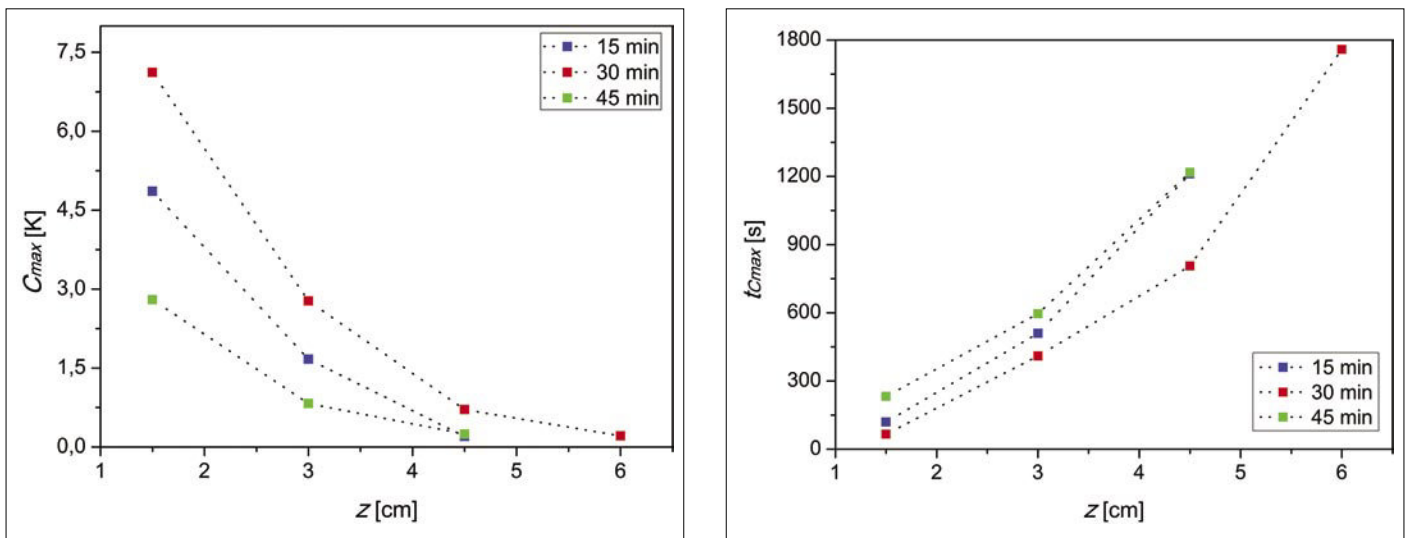 7,5
6,0
4,5
3,0
1,5
0,0
Cmax [K]
1 2 3 4 5 6
z [cm]
15 min
30 min
45 min
1800
1500
1200
900
600
300
0
tCmax [s]
1 2 3 4 5 6
z [cm]
15 min
30 min
45 min